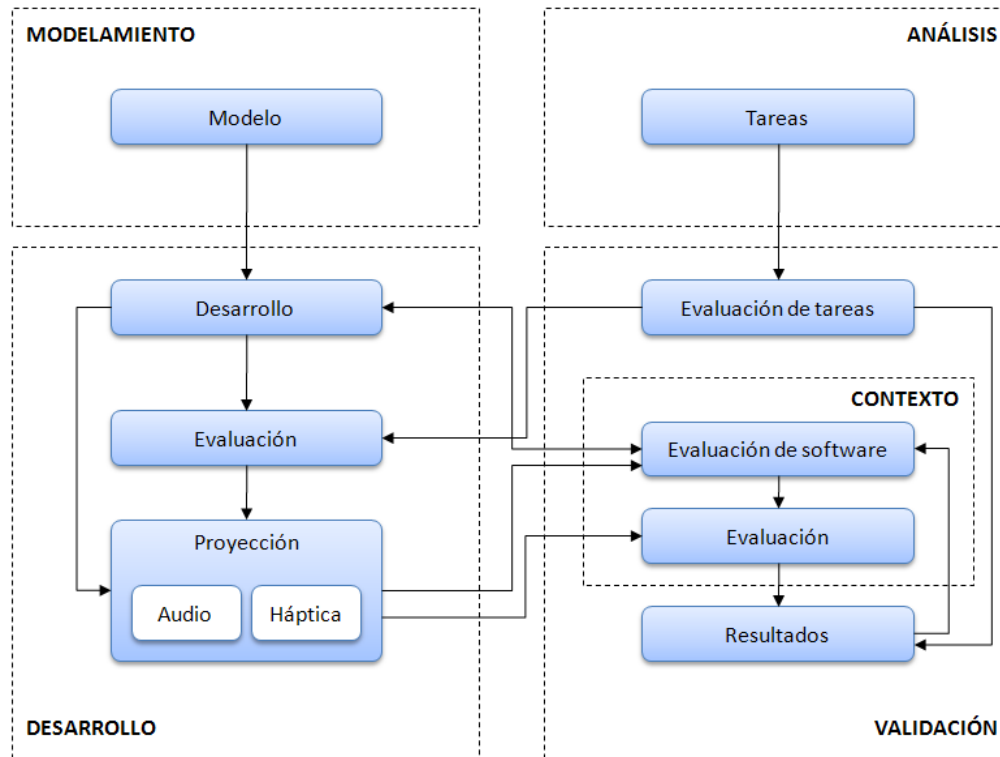 MODELAMIENTO
Modelo
ANÁLISIS
Tareas
Desarrollo
Evaluación
Proyección
Audio
Háptica
DESARROLLO
Evaluación de tareas
CONTEXTO
Evaluación de software
Evaluación
Resultados
VALIDACIÓN